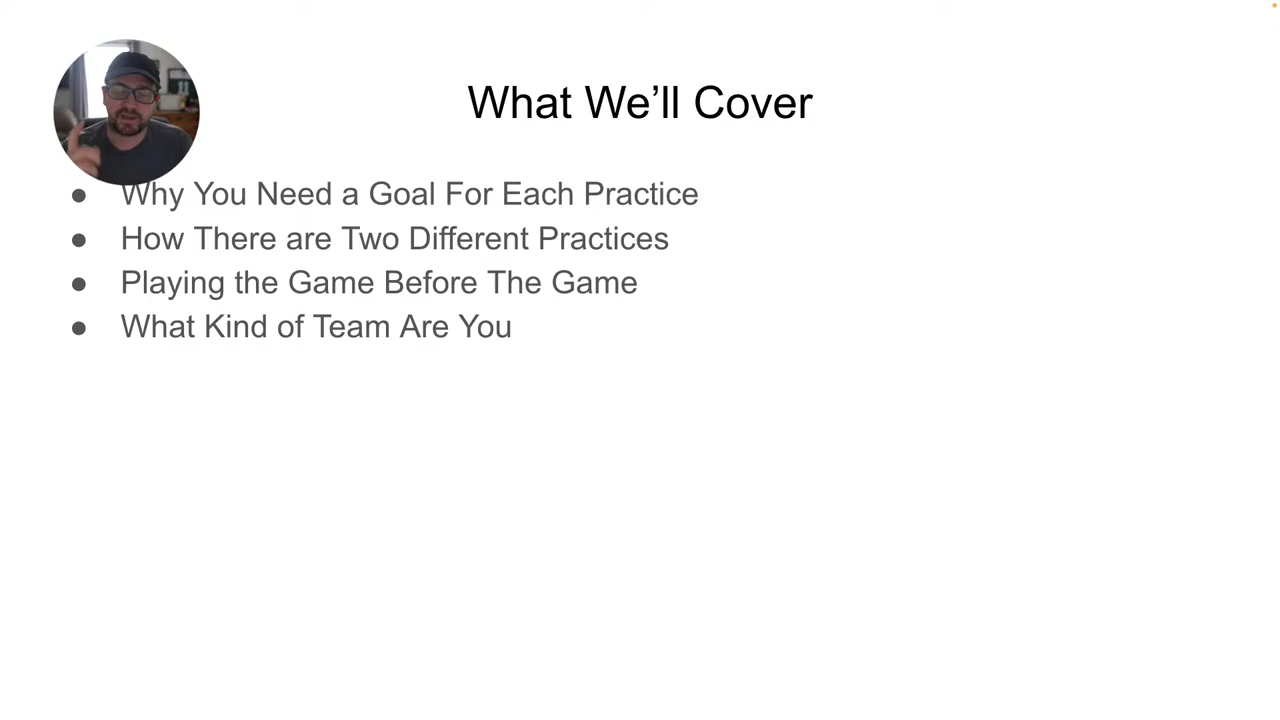 What We’ll Cover
● Why You Need a Goal For Each Practice
● How There are Two Different Practices
● Playing the Game Before The Game
● What Kind of Team Are You